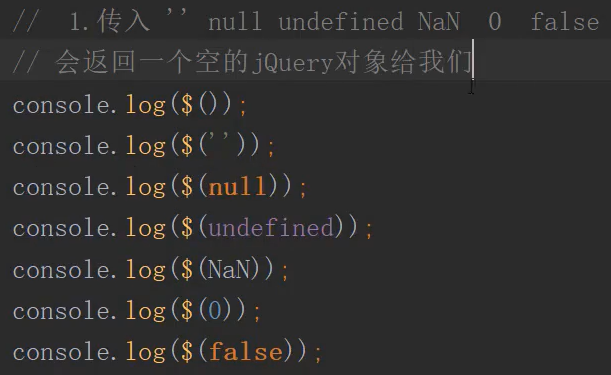 //  1.传入 '' null undefined NaN  0  false
// 会返回一个空的jQuery对象给我们
console.log($());
console.log($(''));
console.log($(null));
console.log($(undefined));
console.log($(NaN));
console.log($(0));
console.log($(false));